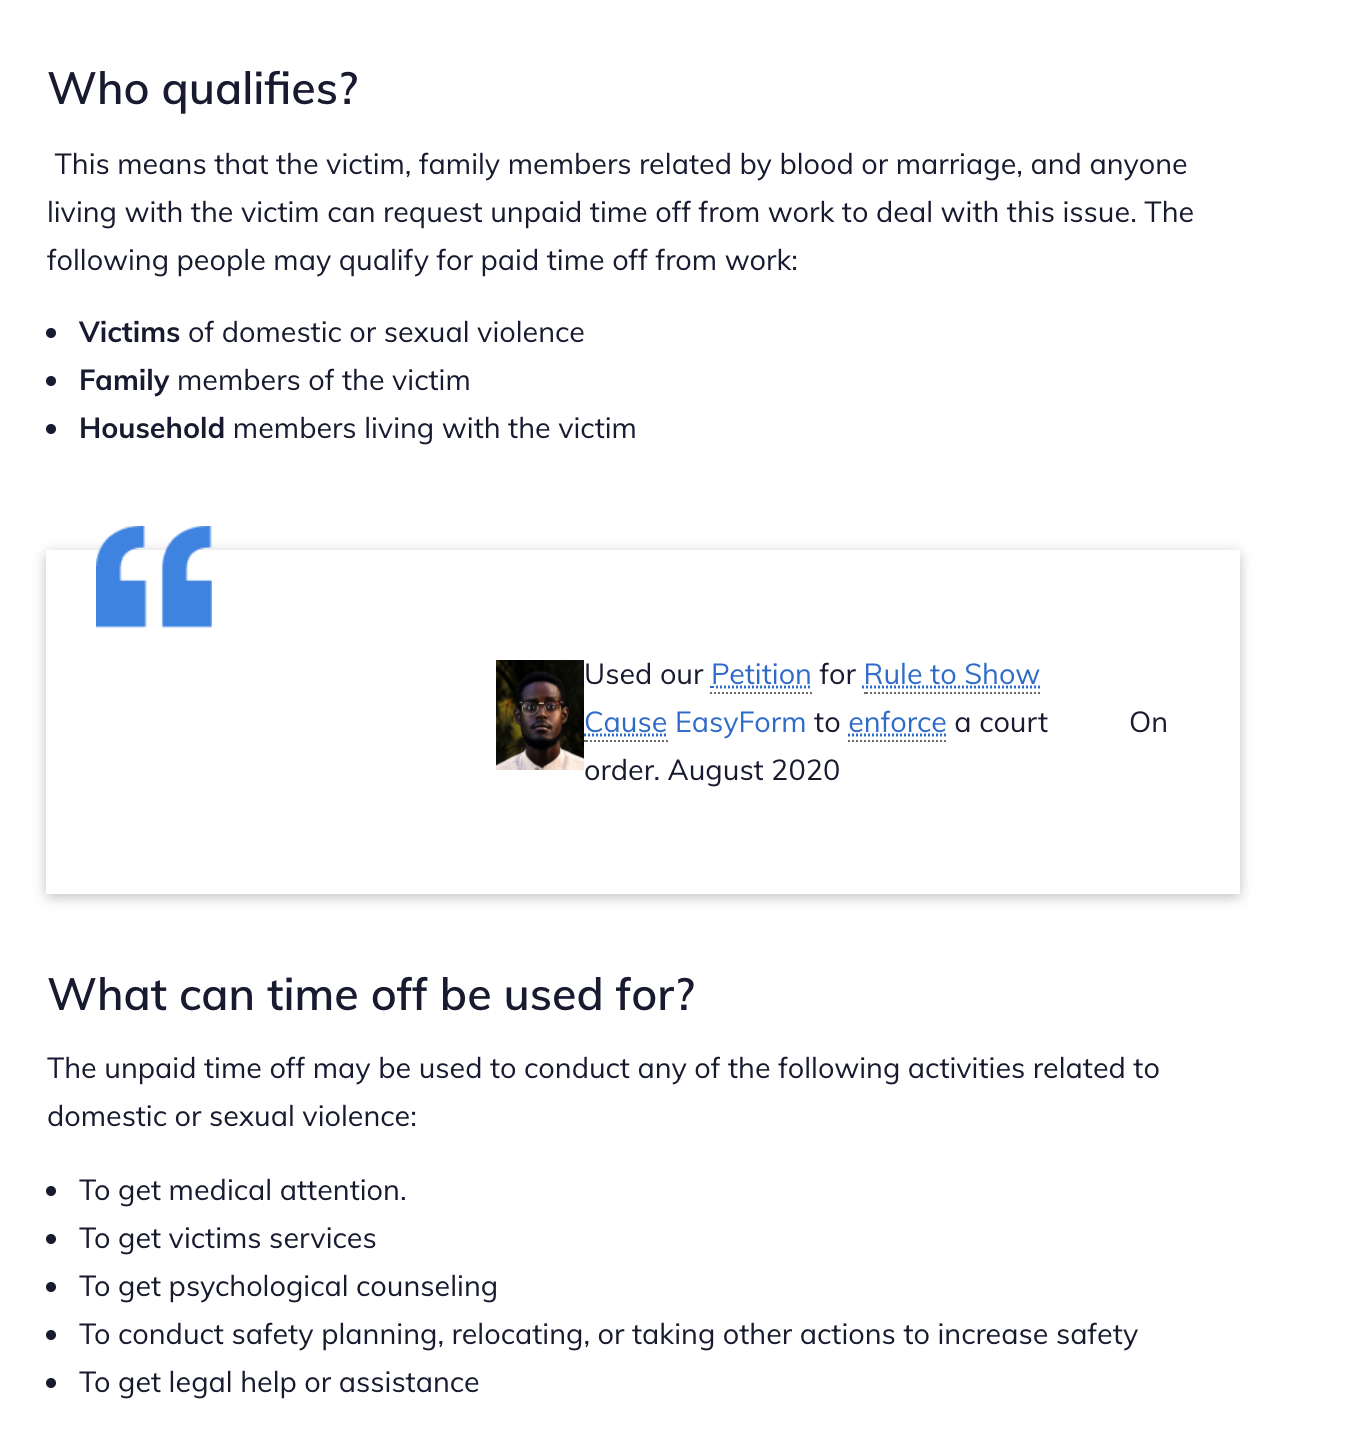 Who qualifies?
This means that the victim, family members related by blood or marriage, and anyone
living with the victim can request unpaid time off from work to deal with this issue. The
following people may qualify for paid time off from work:
• Victims of domestic or sexual violence
• Family members of the victim
• Household members living with the victim
Used our Petition for Rule to Show
Cause EasyForm to enforce a court
order. August 2020
On
What can time off be used for?
The unpaid time off may be used to conduct any of the following activities related to
domestic or sexual violence:
• To get medical attention.
• To get victims services
• To get psychological counseling
• To conduct safety planning, relocating, or taking other actions to increase safety
• To get legal help or assistance